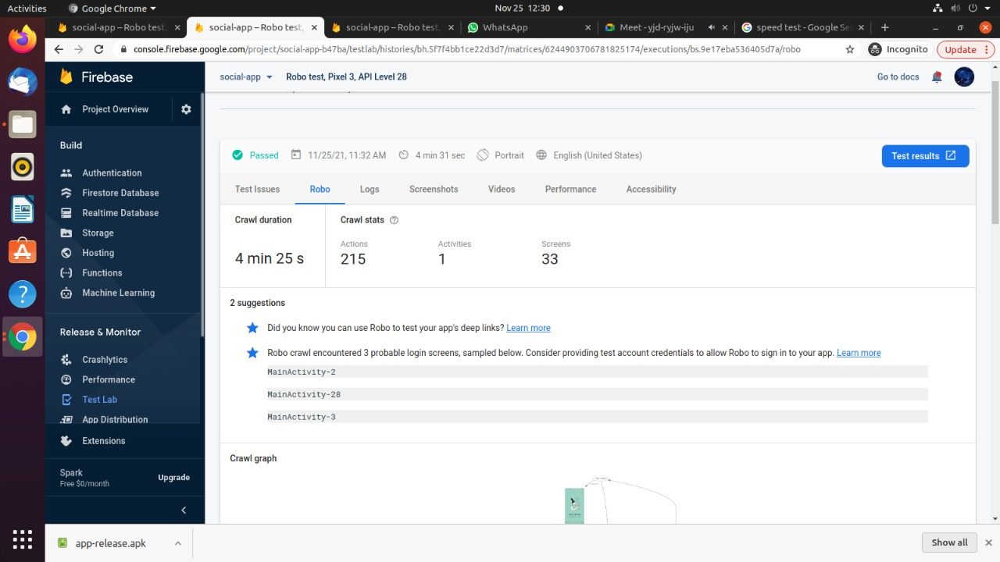 Activities
Google Chrome
Nov 25 12:30
social-app – Robo test,
social-app – Robo test,
social-app – Robo test,
WhatsApp
Meet - yjd-ryjw-iju
speed test - Google Se
console.firebase.google.com/project/social-app-b47ba/testlab/histories/bh.5f7f4bb1ce22d3d7/matrices/6244903706781825174/executions/bs.9e17eba536405d7a/robo
Incognito
Update
Firebase
social-app
Robo test, Pixel 3, API Level 28
Go to docs
Project Overview
Build
Authentication
Firestore Database
Realtime Database
Storage
Hosting
Functions
Machine Learning
Release & Monitor
Crashlytics
Performance
Test Lab
App Distribution
Extensions
Spark
Free $0/month
Upgrade
Passed
11/25/21, 11:32 AM
4 min 31 sec
Portrait
English (United States)
Test results
Test Issues
Robo
Logs
Screenshots
Videos
Performance
Accessibility
Crawl duration
4 min 25 s
Crawl stats
Actions
215
Activities
1
Screens
33
2 suggestions
Did you know you can use Robo to test your app's deep links? Learn more
Robo crawl encountered 3 probable login screens, sampled below. Consider providing test account credentials to allow Robo to sign in to your app. Learn more
MainActivity-2
MainActivity-28
MainActivity-3
Crawl graph
app-release.apk
Show all